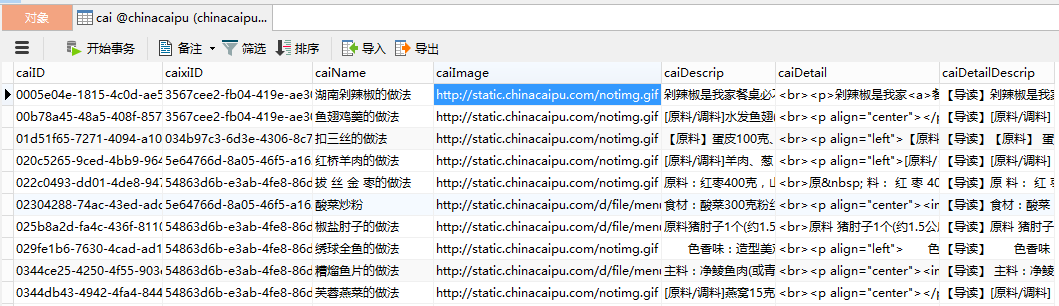 对象 cai @chinacaipu (chinacaipu...
开始事务 备注 筛选 排序 导入 导出
caiID caixiID caiName caiImage caiDescrip caiDetail caiDetailDescrip
0005e04e-1815-4c0d-ae5 3567cee2-fb04-419e-ae30 湖南剁辣椒的做法 http://static.chinacaipu.com/notimg.gif 剁辣椒是我家餐桌必不 <br><p>剁辣椒是我家<a>餐 【导读】剁辣椒是我
00b78a45-48a5-408f-857 3567cee2-fb04-419e-ae30 鱼翅鸡羮的做法 http://static.chinacaipu.com/notimg.gif [原料/调料]水发鱼翅 <br><p align="center"></p 【导读】[原料/调料]
01d51f65-7271-4094-a10 034b97c3-6d3e-4306-8c7 扣三丝的做法 http://static.chinacaipu.com/notimg.gif 【原料】蛋皮100克、 <br><p align="left">【原料 【导读】 【原料】 蛋
020c5265-9ced-4bb9-964 5e64766d-8a05-46f5-a16 红桥羊肉的做法 http://static.chinacaipu.com/notimg.gif [原料/调料]羊肉、葱 <br><p align="left">[原料/ 【导读】[原料/调料]
022c0493-dd01-4de8-947 54863d6b-e3ab-4fe8-86d 拔 丝 金 枣的做法 http://static.chinacaipu.com/notimg.gif 原料：红枣400克，山 <br>原&nbsp; 料： 红 枣 40 【导读】原料：红枣
02304288-74ac-43ed-adc 5e64766d-8a05-46f5-a16 酸菜炒粉 http://static.chinacaipu.com/d/file/menu 食材：酸菜300克粉丝 <br><p align="center"><in 【导读】食材：酸菜
025b8a2d-fa4c-436f-8110 54863d6b-e3ab-4fe8-86d 椒盐肘子的做法 http://static.chinacaipu.com/d/file/menu 原料猪肘子1个(约1.5 <br>原料 猪肘子1个(约1.5公 【导读】原料猪肘子
029fe1b6-7630-4cad-ad1 54863d6b-e3ab-4fe8-86d 绣球全鱼的做法 http://static.chinacaipu.com/notimg.gif 色香味：造型美观 <br><p align="left"> 色 【导读】 色香味
0344ce25-4250-4f55-903 54863d6b-e3ab-4fe8-86d 糟熘鱼片的做法 http://static.chinacaipu.com/d/file/menu 主料：净鲮鱼肉(或青 <br><p align="center"><in 【导读】 主料：净鲮
0344db43-4942-4fa4-844 54863d6b-e3ab-4fe8-86d 芙蓉燕菜的做法 http://static.chinacaipu.com/d/file/menu [原料/调料]燕窝15克 <br><p align="center"><in 【导读】[原料/调料]